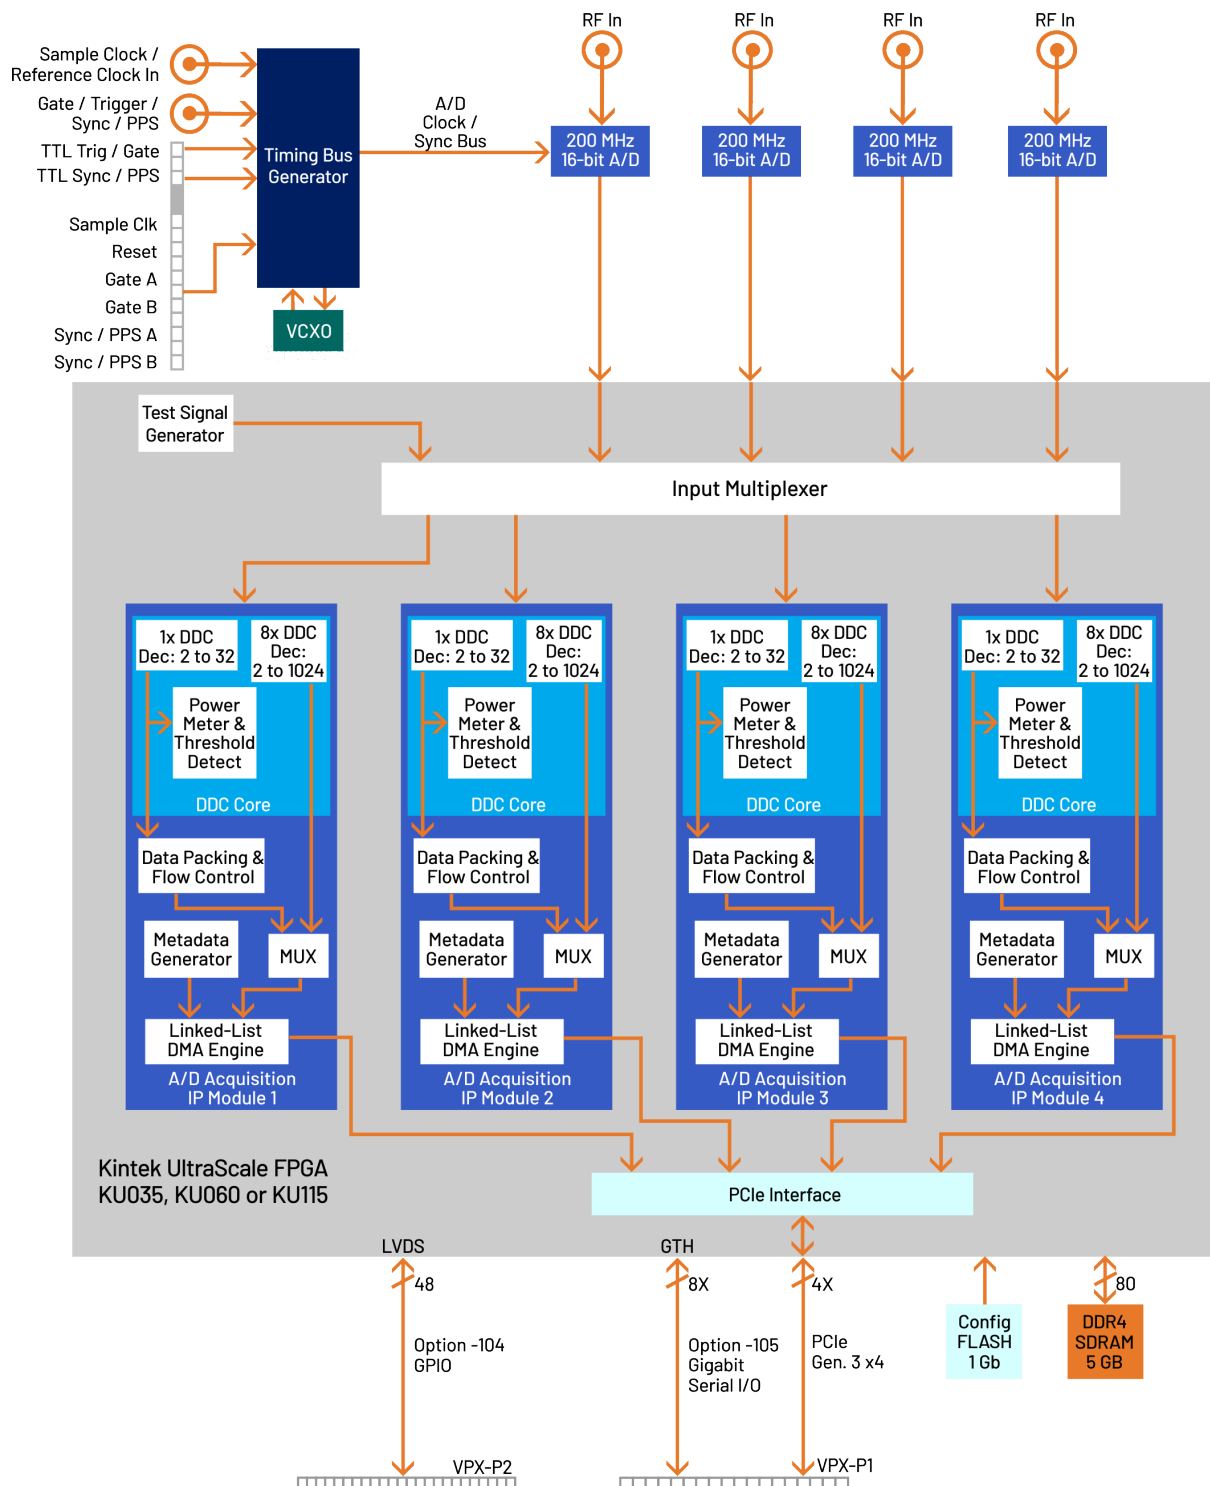 RF In
RF In
RF In
RF In
Sample Clock /
Reference Clock In
Gate / Trigger /
Sync / PPS
TTL Trig / Gate
TTL Sync / PPS
Sample Clk
Reset
Gate A
Gate B
Sync / PPS A
Sync / PPS B
Timing Bus
Generator
VCXO
A/D
Clock /
Sync Bus
200 MHz
16-bit A/D
200 MHz
16-bit A/D
200 MHz
16-bit A/D
200 MHz
16-bit A/D
Test Signal
Generator
Input Multiplexer
1x DDC
Dec: 2 to 32
8x DDC
Dec:
2 to 1024
Power
Meter &
Threshold
Detect
DDC Core
Data Packing &
Flow Control
Metadata
Generator
MUX
Linked-List
DMA Engine
A/D Acquisition
IP Module 1
1x DDC
Dec: 2 to 32
8x DDC
Dec:
2 to 1024
Power
Meter &
Threshold
Detect
DDC Core
Data Packing &
Flow Control
Metadata
Generator
MUX
Linked-List
DMA Engine
A/D Acquisition
IP Module 2
1x DDC
Dec: 2 to 32
8x DDC
Dec:
2 to 1024
Power
Meter &
Threshold
Detect
DDC Core
Data Packing &
Flow Control
Metadata
Generator
MUX
Linked-List
DMA Engine
A/D Acquisition
IP Module 3
1x DDC
Dec: 2 to 32
8x DDC
Dec:
2 to 1024
Power
Meter &
Threshold
Detect
DDC Core
Data Packing &
Flow Control
Metadata
Generator
MUX
Linked-List
DMA Engine
A/D Acquisition
IP Module 4
Kintek UltraScale FPGA
KU035, KU060 or KU115
PCIe Interface
LVDS
GTH
48
8X
4X
80
Option -104
GPIO
Option -105
Gigabit
Serial I/O
PCIe
Gen. 3 x4
Config
FLASH
1 Gb
DDR4
SDRAM
5 GB
VPX-P2
VPX-P1